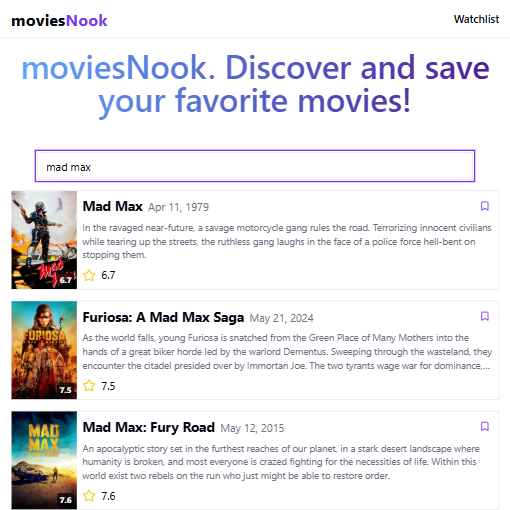 moviesNook
Watchlist
moviesNook. Discover and save
your favorite movies!
mad max
Mad Max Apr 11, 1979
In the ravaged near-future, a savage motorcycle gang rules the road. Terrorizing innocent civilians
while tearing up the streets, the ruthless gang laughs in the face of a police force hell-bent on
stopping them.
Mad
6.7
6.7
Furiosa: A Mad Max Saga May 21, 2024
As the world falls, young Furiosa is snatched from the Green Place of Many Mothers into the
hands of a great biker horde led by the warlord Dementus. Sweeping through the wasteland, they
encounter the citadel presided over by Immortan Joe. The two tyrants wage war for dominance,...
FURIOSA
7.5
7.5
Mad Max: Fury Road May 12, 2015
An apocalyptic story set in the furthest reaches of our planet, in a stark desert landscape where
humanity is broken, and most everyone is crazed fighting for the necessities of life. Within this
world exist two rebels on the run who just might be able to restore order.
MAD
MAX
7.6
7.6